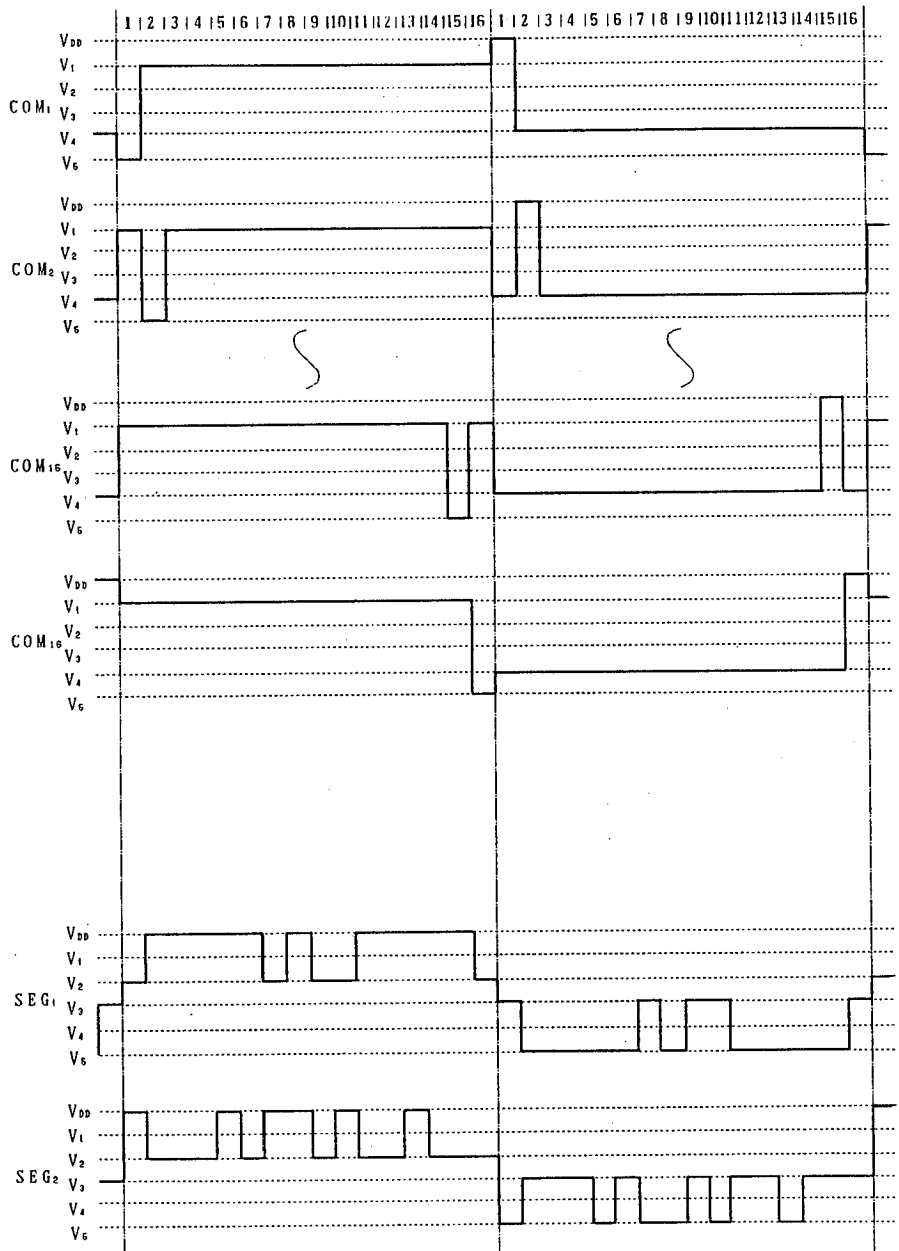 1 | 2 | 3 | 4 | 5 | 6 | 7 | 8 | 9 |10|11|12|13|14|15|16 1 | 2 | 3 | 4 | 5 | 6 | 7 | 8 | 9 |10|11|12|13|14|15|16
VDD
V1
V2
COM1 V3
V4
V5
VDD
V1
V2
COM2 V3
V4
V5
VDD
V1
V2
COM15 V3
V4
V5
VDD
V1
V2
COM16 V3
V4
V5
VDD
V1
V2
SEG1 V3
V4
V5
VDD
V1
V2
SEG2 V3
V4
V5